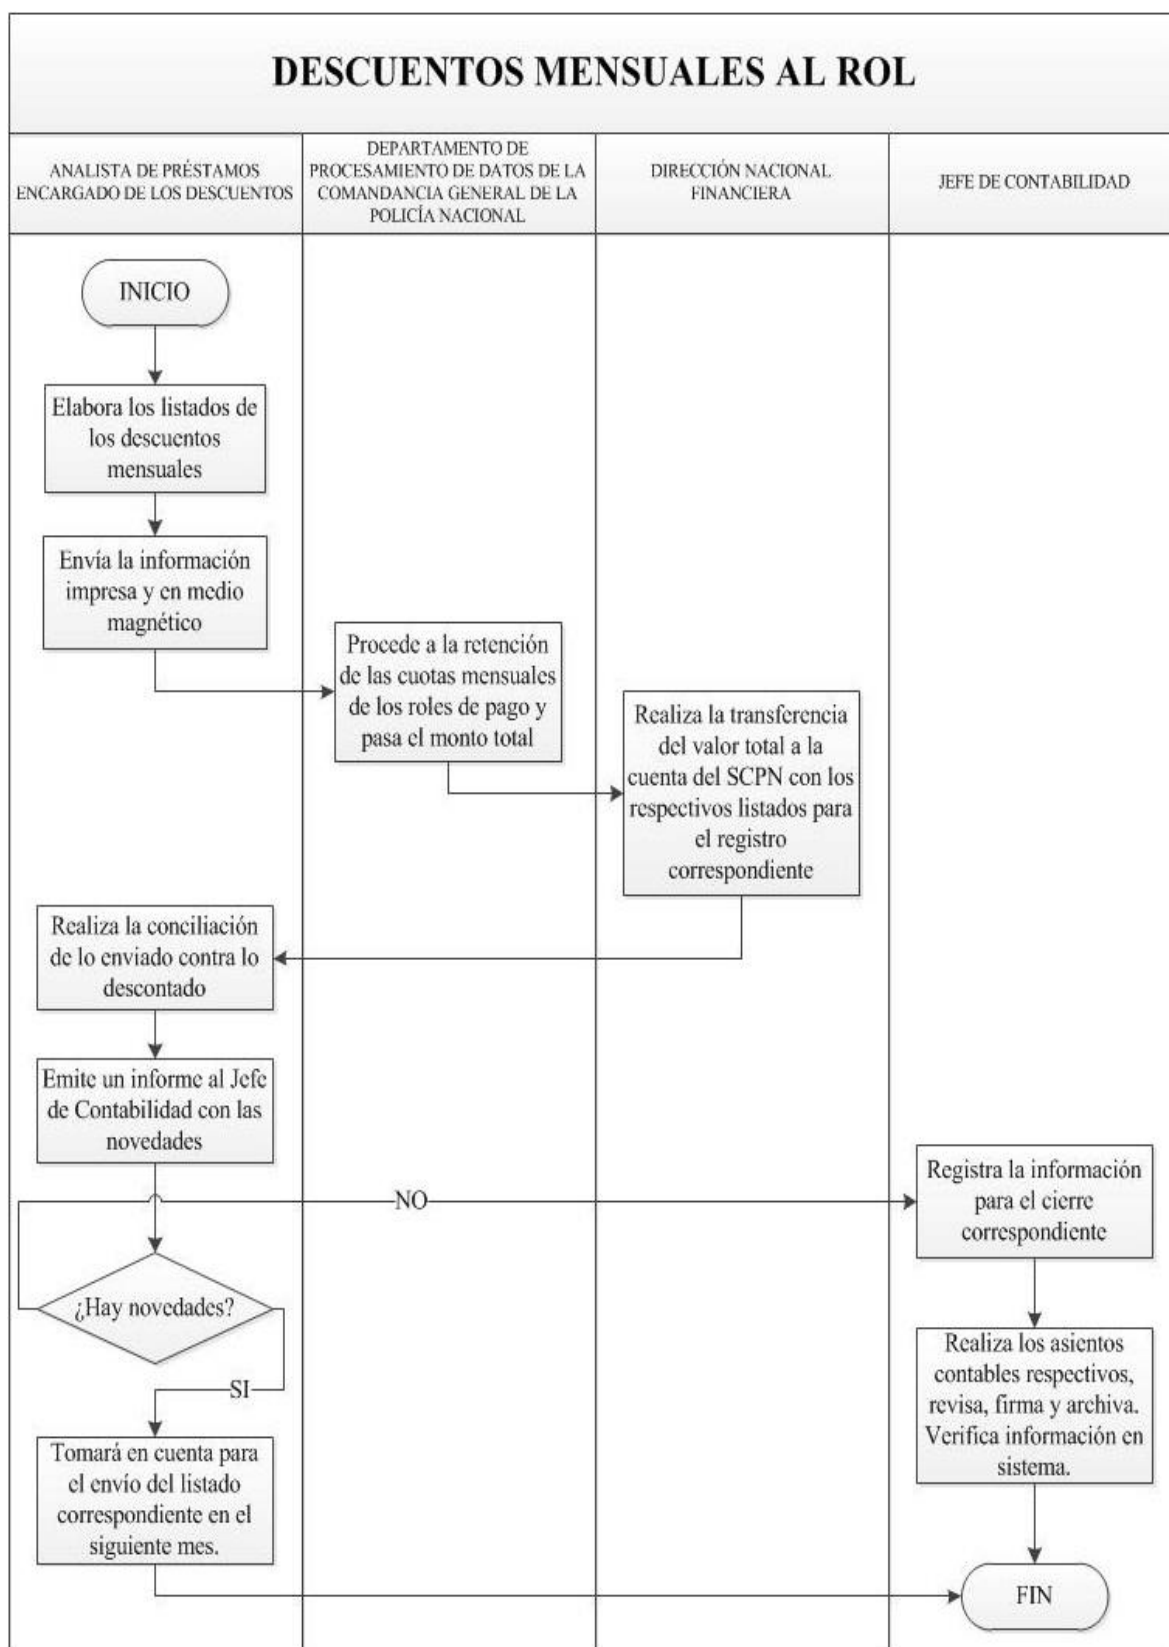 DESCUENTOS MENSUALES AL ROL
ANALISTA DE PRÉSTAMOS
ENCARGADO DE LOS DESCUENTOS
DEPARTAMENTO DE
PROCESAMIENTO DE DATOS DE LA
COMANDANCIA GENERAL DE LA
POLICÍA NACIONAL
DIRECCIÓN NACIONAL
FINANCIERA
JEFE DE CONTABILIDAD
INICIO
Elabora los listados de
los descuentos
mensuales
Envía la información
impresa y en medio
magnético
Procede a la retención
de las cuotas mensuales
de los roles de pago y
pasa el monto total
Realiza la transferencia
del valor total a la
cuenta del SCPN con los
respectivos listados para
el registro
correspondiente
Realiza la conciliación
de lo enviado contra lo
descontado
Emite un informe al Jefe
de Contabilidad con las
novedades
NO
Registra la información
para el cierre
correspondiente
¿Hay novedades?
SI
Realiza los asientos
contables respectivos,
revisa, firma y archiva.
Verifica información en
sistema.
Tomará en cuenta para
el envío del listado
correspondiente en el
siguiente mes.
FIN